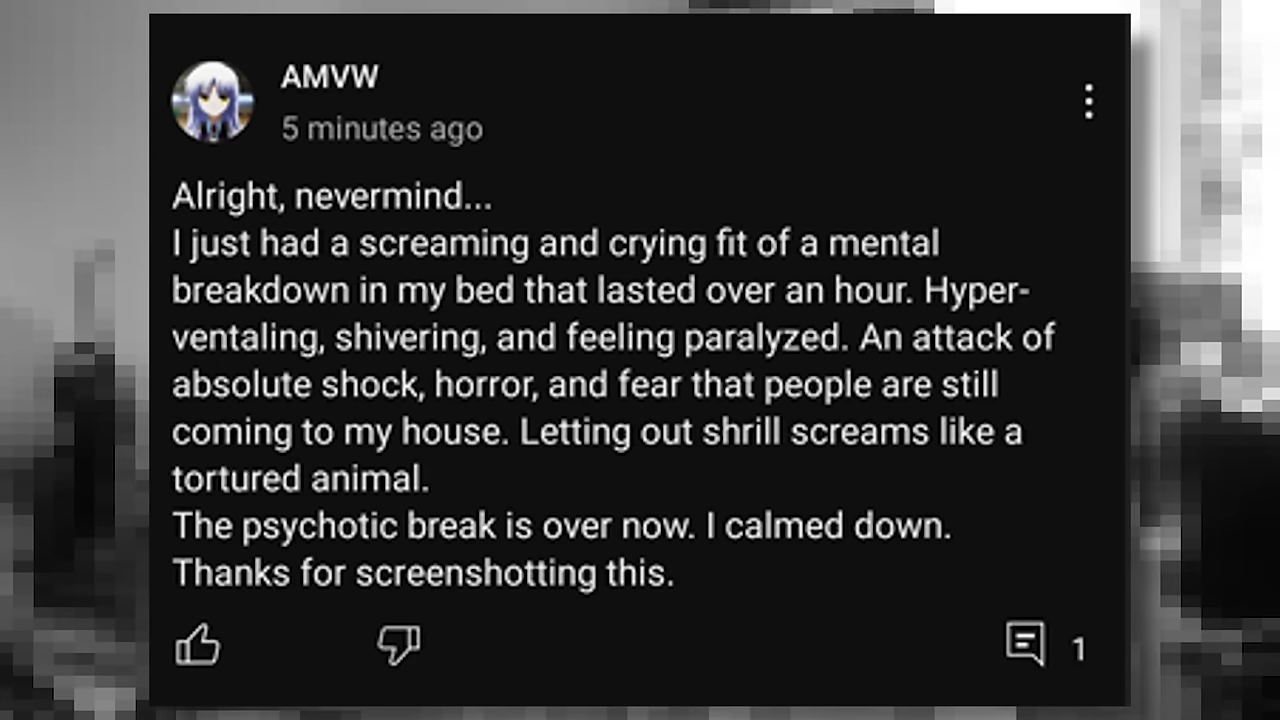 AMVW
5 minutes ago
Alright, nevermind...
I just had a screaming and crying fit of a mental
breakdown in my bed that lasted over an hour. Hyper-
ventaling, shivering, and feeling paralyzed. An attack of
absolute shock, horror, and fear that people are still
coming to my house. Letting out shrill screams like a
tortured animal.
The psychotic break is over now. I calmed down.
Thanks for screenshotting this.
1